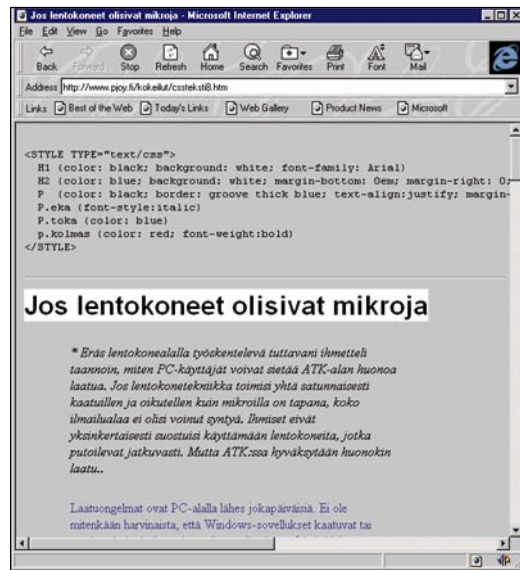 Jos lentokoneet olisivat mikroja - Microsoft Internet Explorer
File Edit View Go Favorites Help
Back Forward Stop Refresh Home Search Favorites Print Font Mail
Address http://www.pjoy.fi/kokeilut/cssteksti8.htm
Links Best of the Web Today's Links Web Gallery Product News Microsoft
<STYLE TYPE="text/css">
H1 (color: black; background: white; font-family: Arial)
H2 (color: blue; background: white; margin-bottom: 0em; margin-right: 0;
P (color: black; border: groove thick blue; text-align:justify; margin-
P.eka (font-style:italic)
P.toka (color: blue)
p.kolmas (color: red; font-weight:bold)
</STYLE>
Jos lentokoneet olisivat mikroja
* Eräs lentokonealalla työskentelevä tuttavani ihmetteli
taannoin, miten PC-käyttäjät voivat sietää ATK-alan huonoa
laatua. Jos lentokonetekniikka toimisi yhtä satunnaisesti
kaatuillen ja oikutellen kuin mikroilla on tapana, koko
ilmailualaa ei olisi voinut syntyä. Ihmiset eivät
yksinkertaisesti suostuisi käyttämään lentokoneita, jotka
putoilevat jatkuvasti. Mutta ATK:ssa hyväksytään huonokin
laatu..
Laatuongelmat ovat PC-alalla lähes jokapäiväisiä. Ei ole
mitenkään harvinaista, että Windows-sovellukset kaatuvat tai